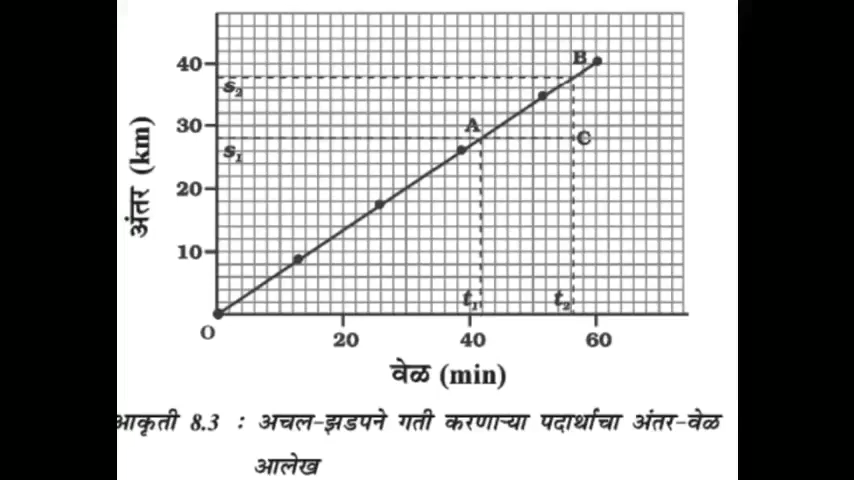 40
B
s₂
30
A
C
s₁
20
10
t₁
t₂
O
20
40
60
अंतर (km)
वेळ (min)
आकृती 8.3 : अचल-झडपने गती करणाऱ्या पदार्थाचा अंतर-वेळ
आलेख